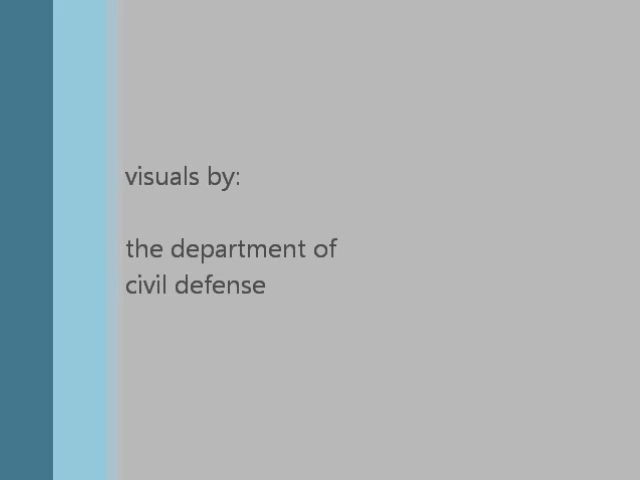 visuals by:
the department of
civil defense